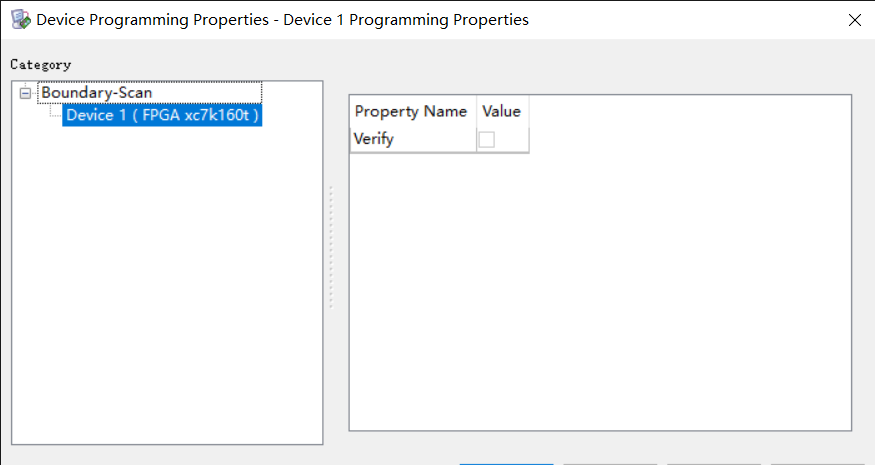 Device Programming Properties - Device 1 Programming Properties
Category
Boundary-Scan
Device 1 ( FPGA xc7k160t )
Property Name Value
Verify